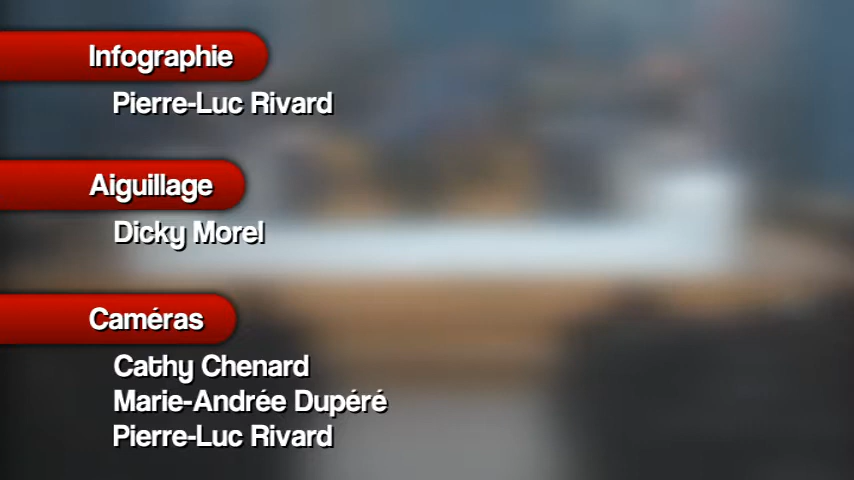 Infographie
Pierre-Luc Rivard
Aiguillage
Dicky Morel
Caméras
Cathy Chenard
Marie-Andrée Dupéré
Pierre-Luc Rivard